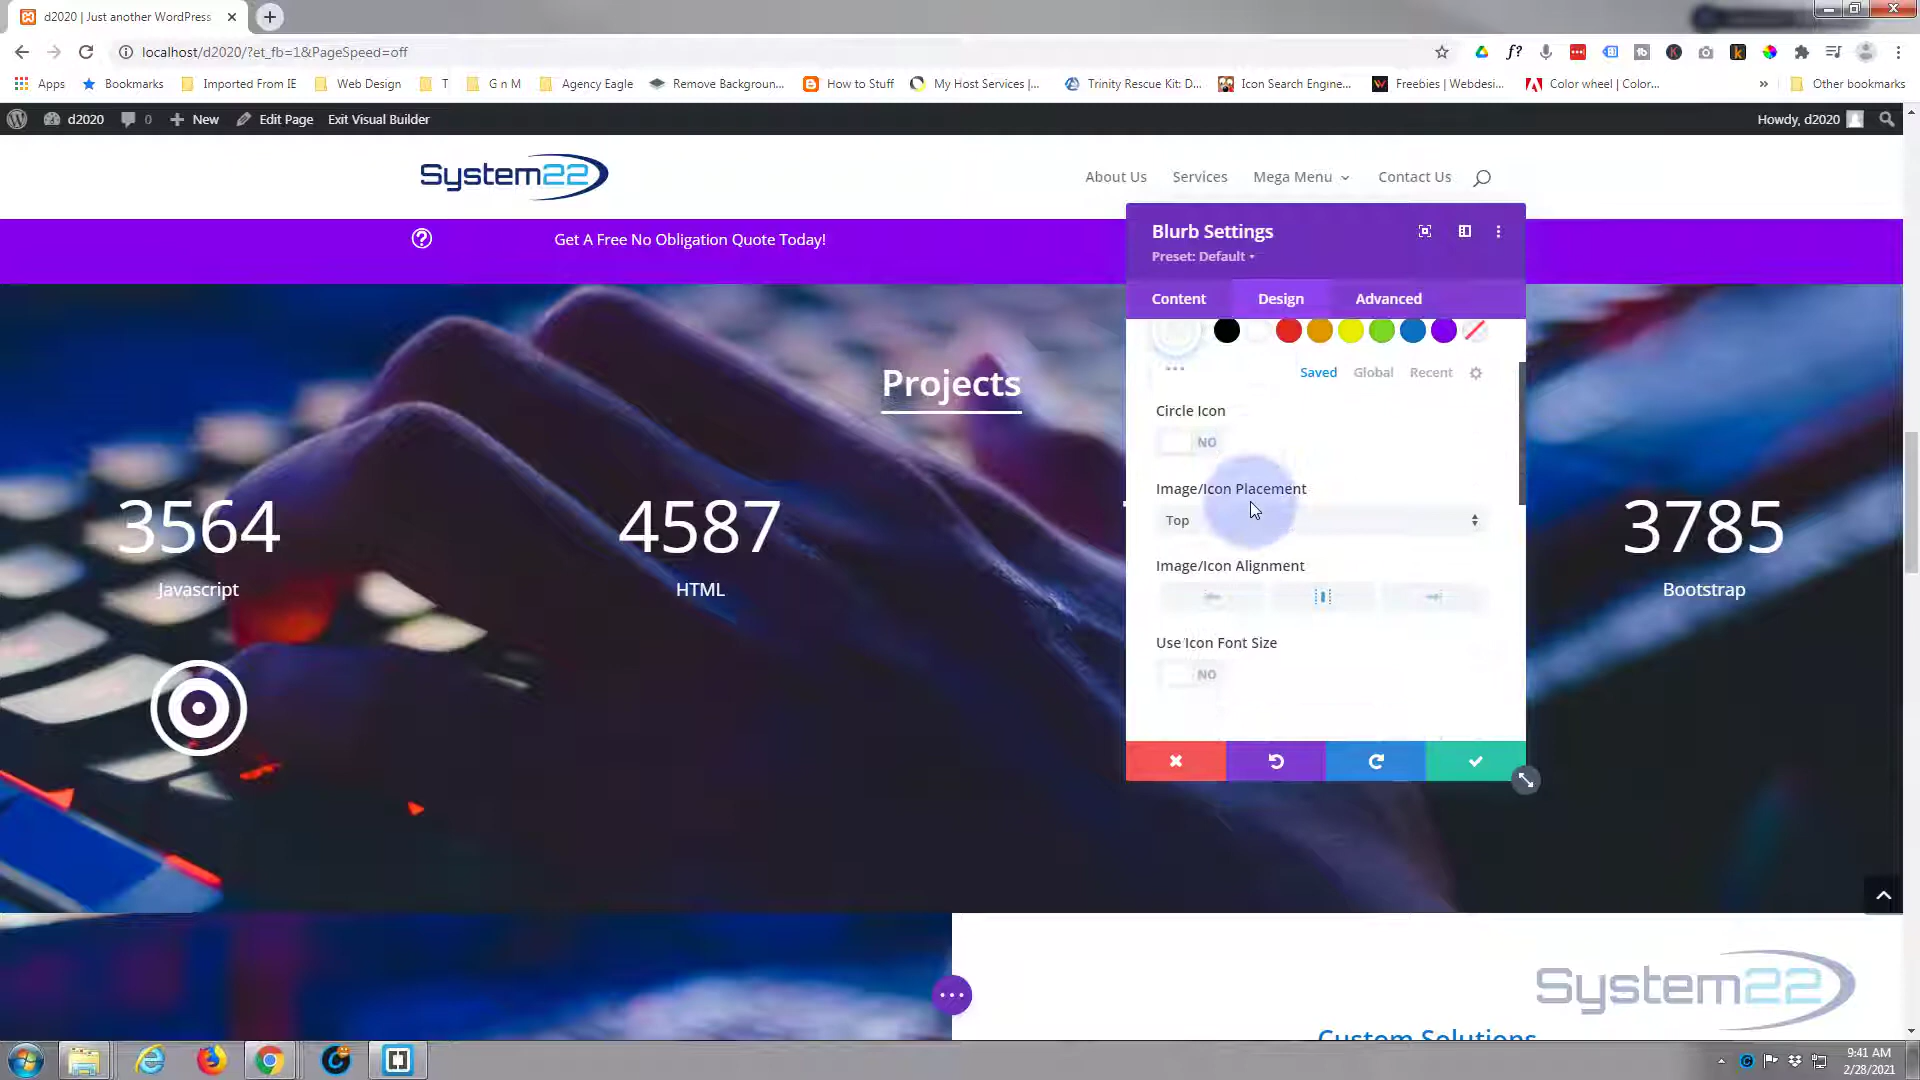 d2020 | Just another WordPress
localhost/d2020/?et_fb=1&PageSpeed=off
Apps Bookmarks Imported From IE Web Design T G n M Agency Eagle Remove Backgroun... How to Stuff My Host Services |... Trinity Rescue Kit: D... Icon Search Engine... Freebies | Webdesi... Color wheel | Color... » Other bookmarks
d2020 0 New Edit Page Exit Visual Builder Howdy, d2020
System22
About Us Services Mega Menu Contact Us
Get A Free No Obligation Quote Today!
Blurb Settings
Preset: Default
Content Design Advanced
Saved Global Recent
Circle Icon
NO
Image/Icon Placement
Top
Image/Icon Alignment
Use Icon Font Size
NO
Projects
3564 4587 3785
Javascript HTML Bootstrap
System22
Custom Solutions
9:41 AM
2/28/2021